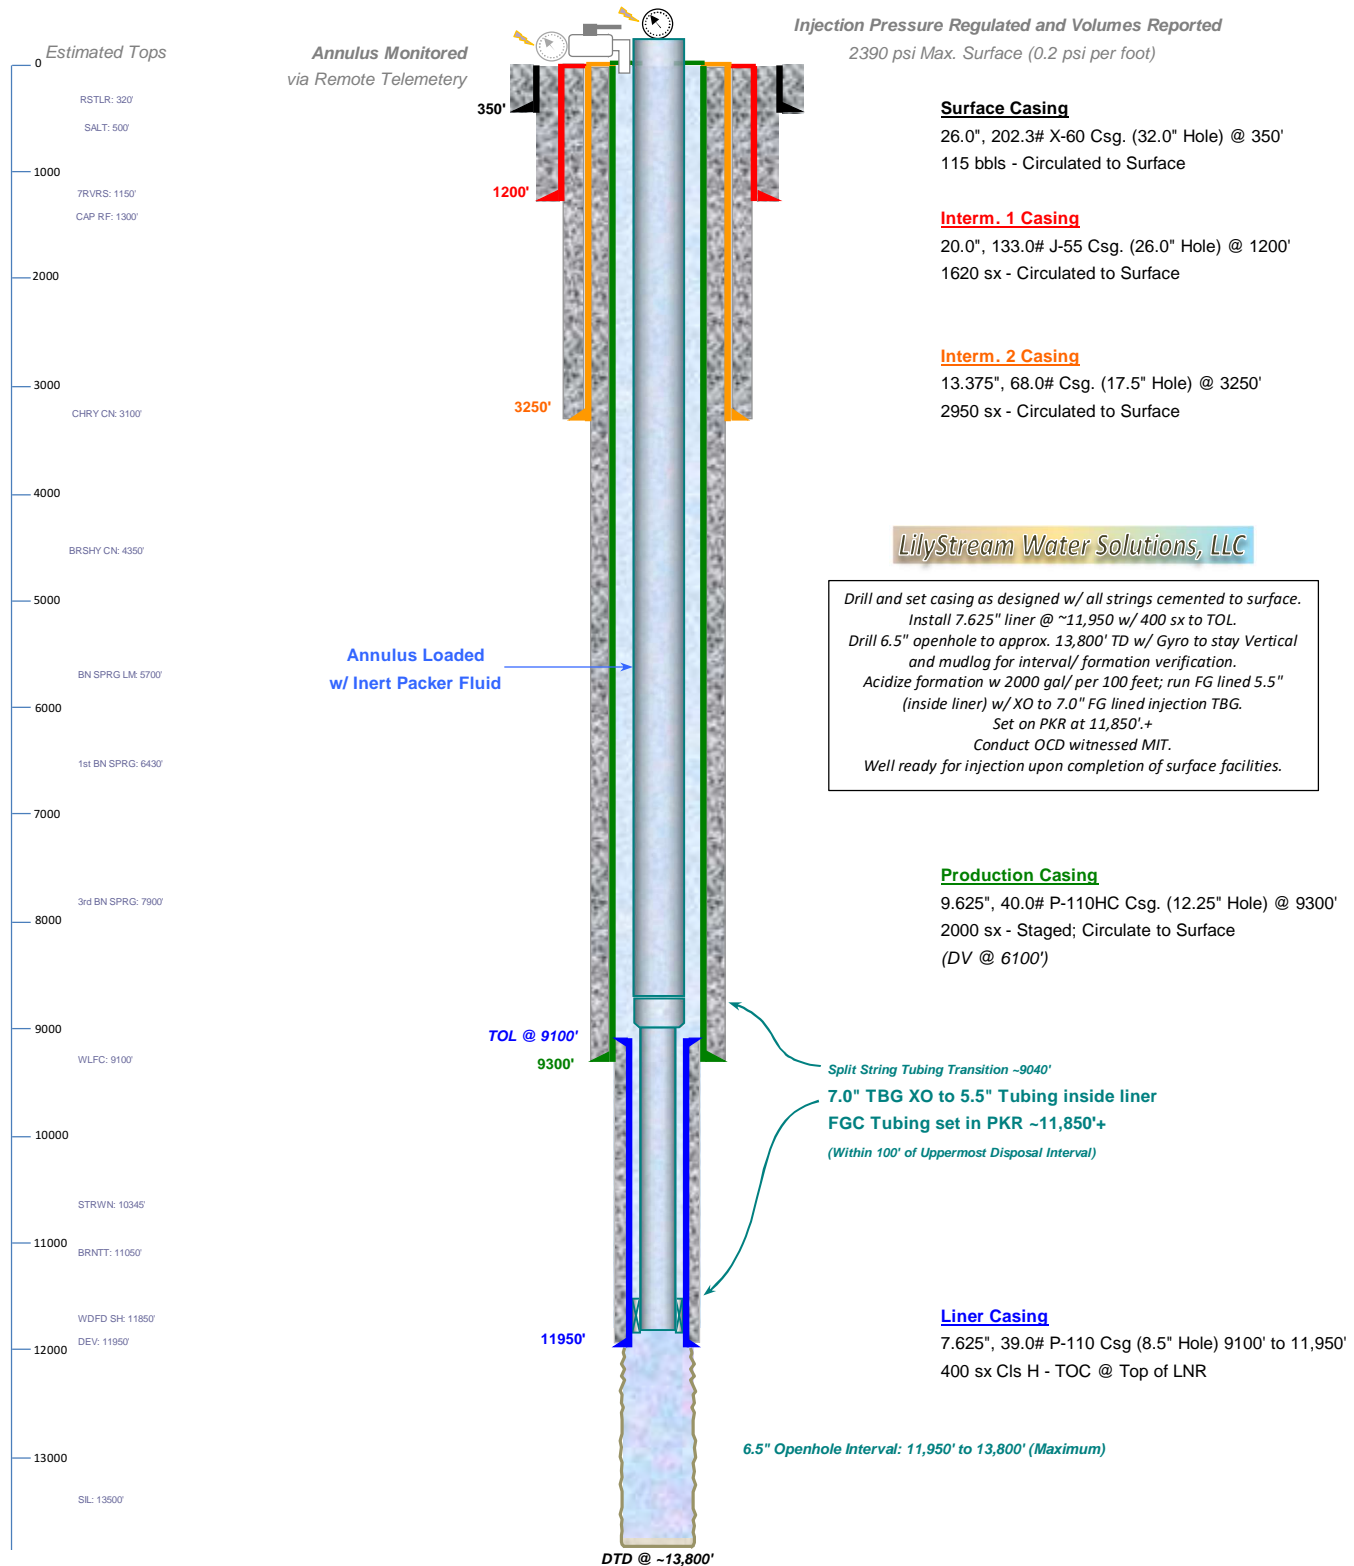 Injection Pressure Regulated and Volumes Reported
2390 psi Max. Surface (0.2 psi per foot)
Annulus Monitored
via Remote Telemetery
Estimated Tops
0
RSTLR: 320'
SALT: 500'
1000
7RVRS: 1150'
CAP RF: 1300'
2000
3000
CHRY CN: 3100'
4000
BRSHY CN: 4350'
5000
BN SPRG LM: 5700'
6000
1st BN SPRG: 6430'
7000
3rd BN SPRG: 7900'
8000
9000
WLFC: 9100'
10000
STRWN: 10345'
11000
BRNTT: 11050'
WDFD SH: 11850'
DEV: 11950'
12000
13000
SIL: 13500'
350'
1200'
3250'
Annulus Loaded
w/ Inert Packer Fluid
TOL @ 9100'
9300'
11950'
DTD @ ~13,800'
Surface Casing
26.0", 202.3# X-60 Csg. (32.0" Hole) @ 350'
115 bbls - Circulated to Surface
Interm. 1 Casing
20.0", 133.0# J-55 Csg. (26.0" Hole) @ 1200'
1620 sx - Circulated to Surface
Interm. 2 Casing
13.375", 68.0# Csg. (17.5" Hole) @ 3250'
2950 sx - Circulated to Surface
LilyStream Water Solutions, LLC
Drill and set casing as designed w/ all strings cemented to surface.
Install 7.625" liner @ ~11,950 w/ 400 sx to TOL.
Drill 6.5" openhole to approx. 13,800' TD w/ Gyro to stay Vertical
and mudlog for interval/ formation verification.
Acidize formation w 2000 gal/ per 100 feet; run FG lined 5.5"
(inside liner) w/ XO to 7.0" FG lined injection TBG.
Set on PKR at 11,850'.+
Conduct OCD witnessed MIT.
Well ready for injection upon completion of surface facilities.
Production Casing
9.625", 40.0# P-110HC Csg. (12.25" Hole) @ 9300'
2000 sx - Staged; Circulate to Surface
(DV @ 6100')
Split String Tubing Transition ~9040'
7.0" TBG XO to 5.5" Tubing inside liner
FGC Tubing set in PKR ~11,850'+
(Within 100' of Uppermost Disposal Interval)
Liner Casing
7.625", 39.0# P-110 Csg (8.5" Hole) 9100' to 11,950'
400 sx Cls H - TOC @ Top of LNR
6.5" Openhole Interval: 11,950' to 13,800' (Maximum)